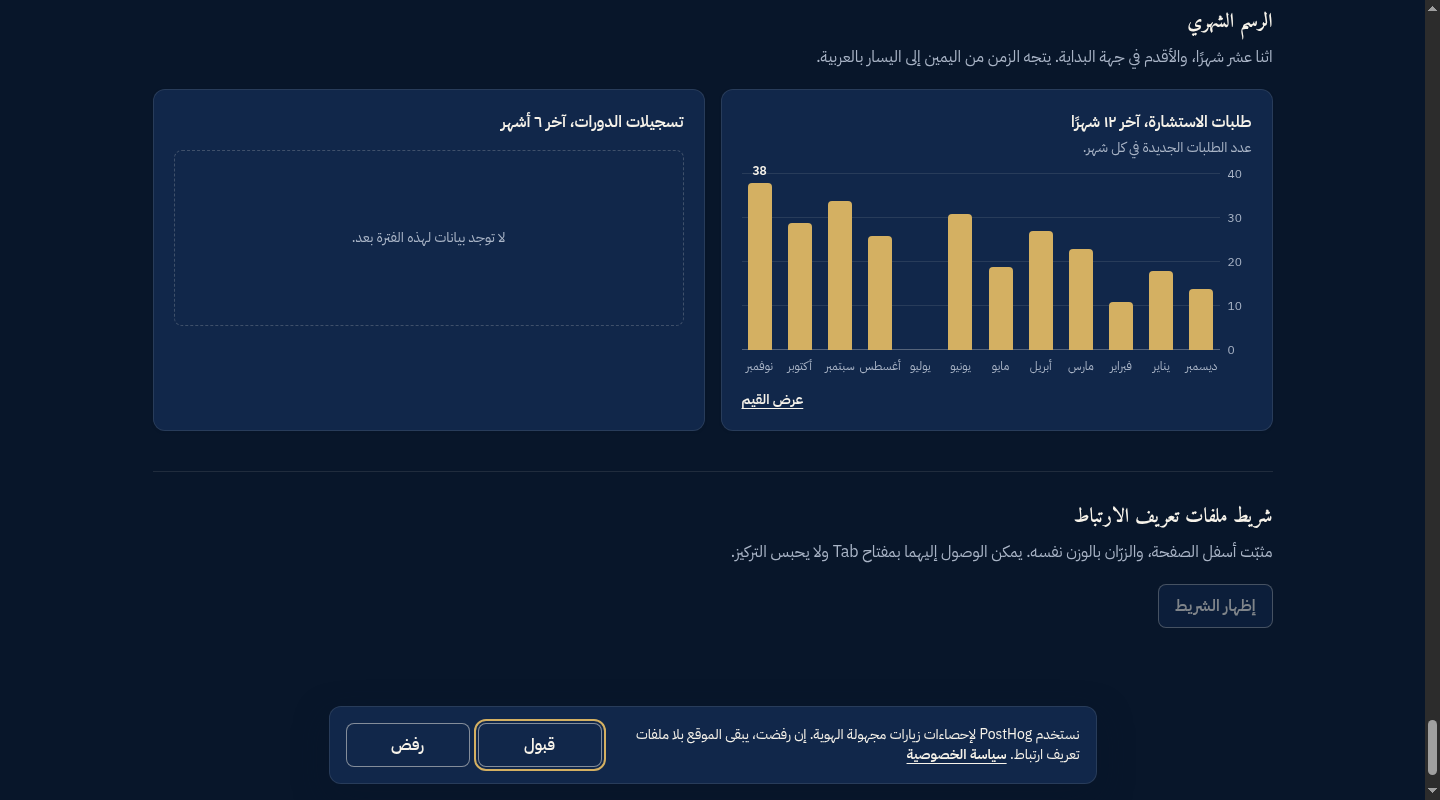 الرسم الشهري
اثنا عشر شهرًا، والأقدم في جهة البداية. يتجه الزمن من اليمين إلى اليسار بالعربية.
طلبات الاستشارة، آخر ١٢ شهرًا
عدد الطلبات الجديدة في كل شهر.
40
30
20
10
0
38
ديسمبر يناير فبراير مارس أبريل مايو يونيو يوليو أغسطس سبتمبر أكتوبر نوفمبر
عرض القيم
تسجيلات الدورات، آخر ٦ أشهر
لا توجد بيانات لهذه الفترة بعد.
شريط ملفات تعريف الارتباط
مثبّت أسفل الصفحة، والزرّان بالوزن نفسه. يمكن الوصول إليهما بمفتاح Tab ولا يحبس التركيز.
إظهار الشريط
نستخدم PostHog لإحصاءات زيارات مجهولة الهوية. إن رفضت، يبقى الموقع بلا ملفات
تعريف ارتباط. سياسة الخصوصية
قبول
رفض